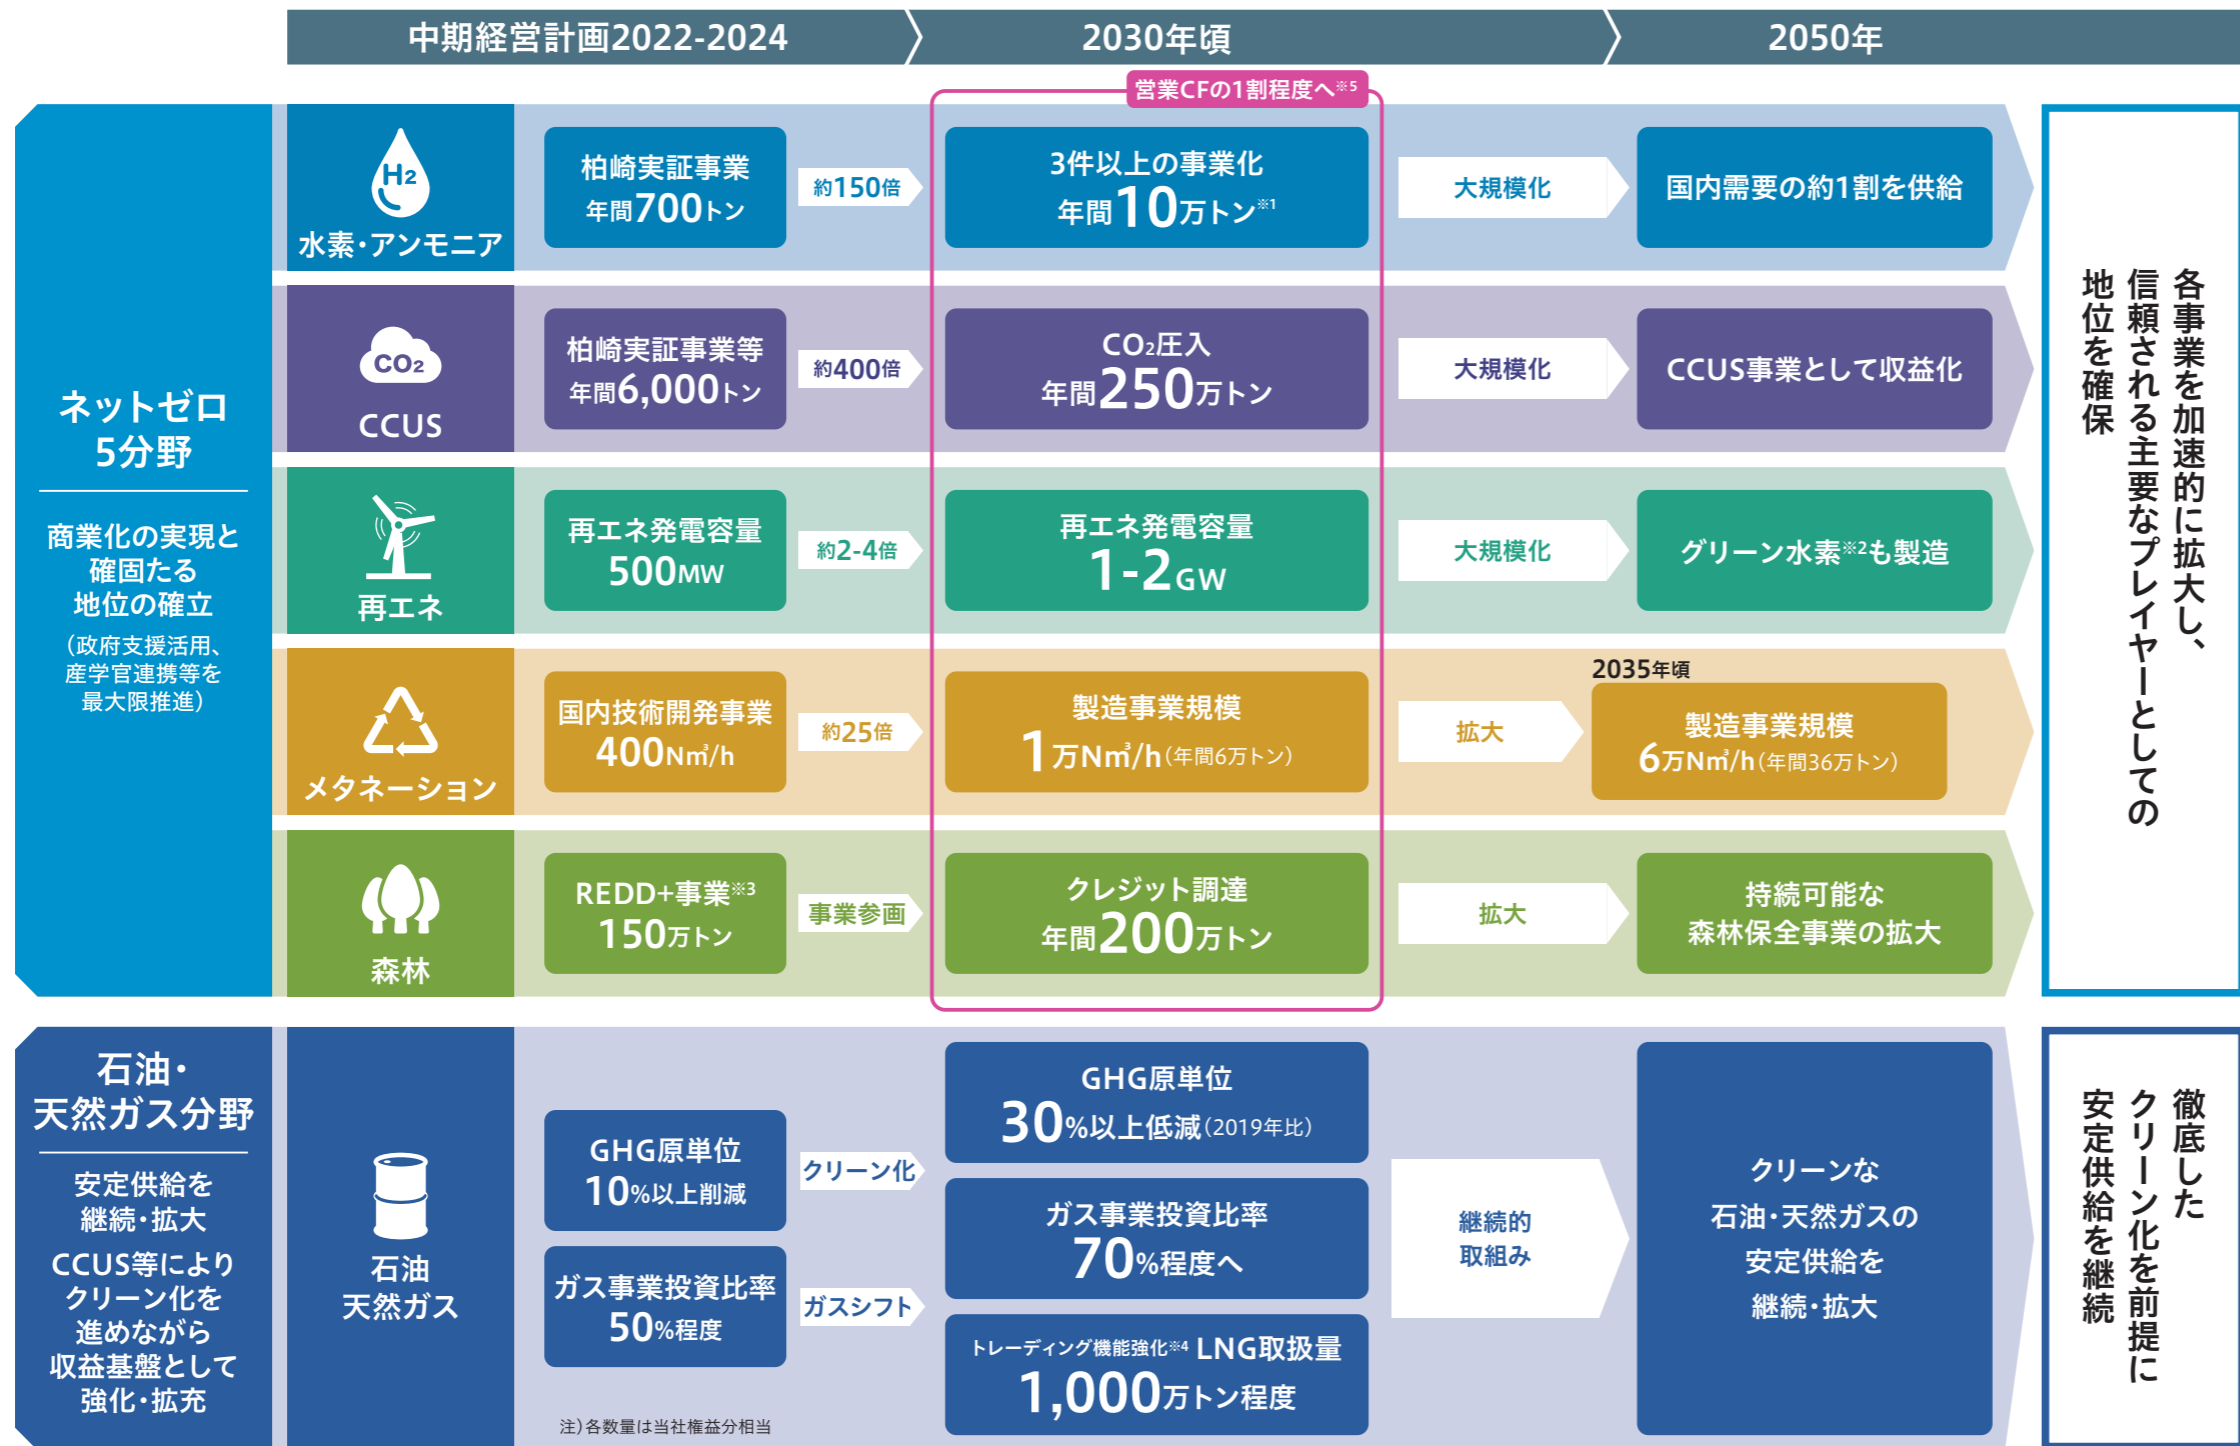 中期経営計画2022-2024
2030年頃
2050年
営業CFの1割程度へ※5
ネットゼロ
5分野
商業化の実現と
確固たる
地位の確立
（政府支援活用、
産学官連携等を
最大限推進）
H2
水素・アンモニア
柏崎実証事業
年間700トン
約150倍
3件以上の事業化
年間10万トン※1
大規模化
国内需要の約1割を供給
CO2
CCUS
柏崎実証事業等
年間6,000トン
約400倍
CO2圧入
年間250万トン
大規模化
CCUS事業として収益化
再エネ
再エネ発電容量
500MW
約2-4倍
再エネ発電容量
1-2GW
大規模化
グリーン水素※2も製造
メタネーション
国内技術開発事業
400N㎥/h
約25倍
製造事業規模
1万N㎥/h（年間6万トン）
拡大
2035年頃
製造事業規模
6万N㎥/h（年間36万トン）
森林
REDD+事業※3
150万トン
事業参画
クレジット調達
年間200万トン
拡大
持続可能な
森林保全事業の拡大
各事業を加速的に拡大し、
信頼される主要なプレイヤーとしての
地位を確保
石油・
天然ガス分野
安定供給を
継続・拡大
CCUS等により
クリーン化を
進めながら
収益基盤として
強化・拡充
石油
天然ガス
GHG原単位
10%以上削減
クリーン化
ガス事業投資比率
50%程度
ガスシフト
注）各数量は当社権益分相当
GHG原単位
30%以上低減（2019年比）
ガス事業投資比率
70%程度へ
トレーディング機能強化※4 LNG取扱量
1,000万トン程度
継続的
取組み
クリーンな
石油・天然ガスの
安定供給を
継続・拡大
徹底した
クリーン化を前提に
安定供給を継続